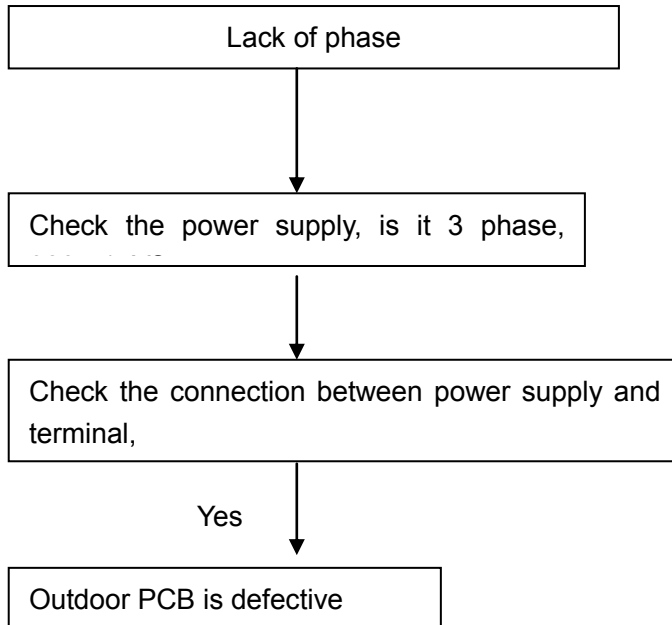 Lack of phase
Check the power supply, is it 3 phase,
Check the connection between power supply and
terminal,
Yes
Outdoor PCB is defective